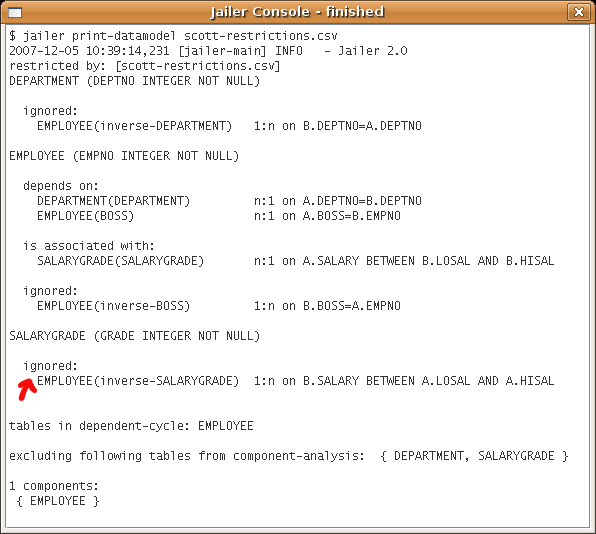 Jailer Console - finished
$ jailer print-datamodel scott-restrictions.csv
2007-12-05 10:39:14,231 [jailer-main] INFO   - Jailer 2.0
restricted by: [scott-restrictions.csv]
DEPARTMENT (DEPTNO INTEGER NOT NULL)
ignored:
EMPLOYEE(inverse-DEPARTMENT)   1:n on B.DEPTNO=A.DEPTNO
EMPLOYEE (EMPNO INTEGER NOT NULL)
depends on:
DEPARTMENT(DEPARTMENT)         n:1 on A.DEPTNO=B.DEPTNO
EMPLOYEE(BOSS)                 n:1 on A.BOSS=B.EMPNO
is associated with:
SALARYGRADE(SALARYGRADE)       n:1 on A.SALARY BETWEEN B.LOSAL AND B.HISAL
ignored:
EMPLOYEE(inverse-BOSS)         1:n on B.BOSS=A.EMPNO
SALARYGRADE (GRADE INTEGER NOT NULL)
ignored:
EMPLOYEE(inverse-SALARYGRADE)  1:n on B.SALARY BETWEEN A.LOSAL AND A.HISAL
tables in dependent-cycle: EMPLOYEE
excluding following tables from component-analysis:  { DEPARTMENT, SALARYGRADE }
1 components:
{ EMPLOYEE }